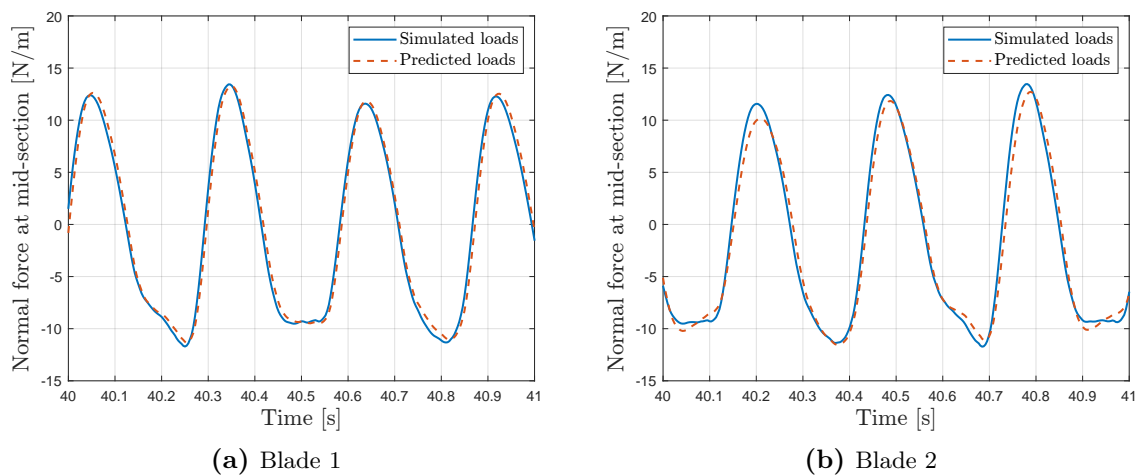 20
15
10
5
0
-5
-10
-15
Normal force at mid-section [N/m]
Simulated loads
Predicted loads
40 40.1 40.2 40.3 40.4 40.5 40.6 40.7 40.8 40.9 41
Time [s]
(a) Blade 1
20
15
10
5
0
-5
-10
-15
Normal force at mid-section [N/m]
Simulated loads
Predicted loads
40 40.1 40.2 40.3 40.4 40.5 40.6 40.7 40.8 40.9 41
Time [s]
(b) Blade 2